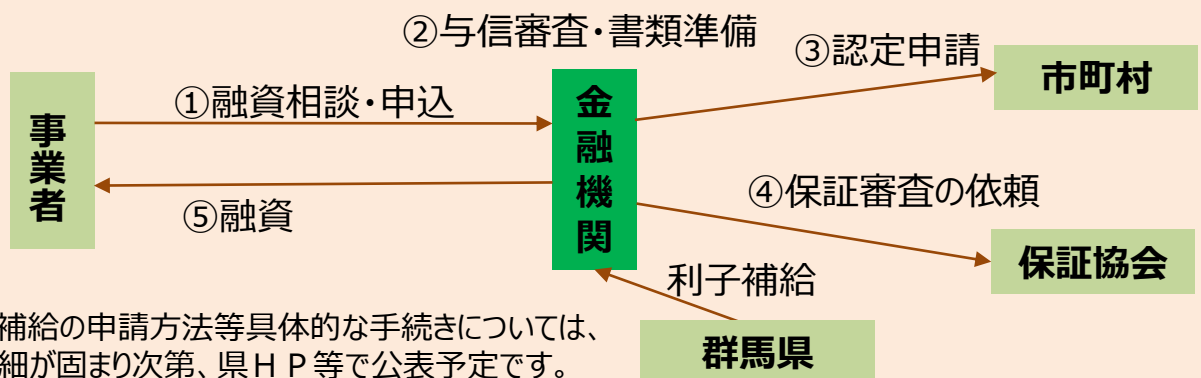 ②与信審査・書類準備
③認定申請
市町村
①融資相談・申込
金融機関
事業者
④保証審査の依頼
⑤融資
保証協会
利子補給
補給の申請方法等具体的な手続きについては、
細が固まり次第、県ＨＰ等で公表予定です。
群馬県